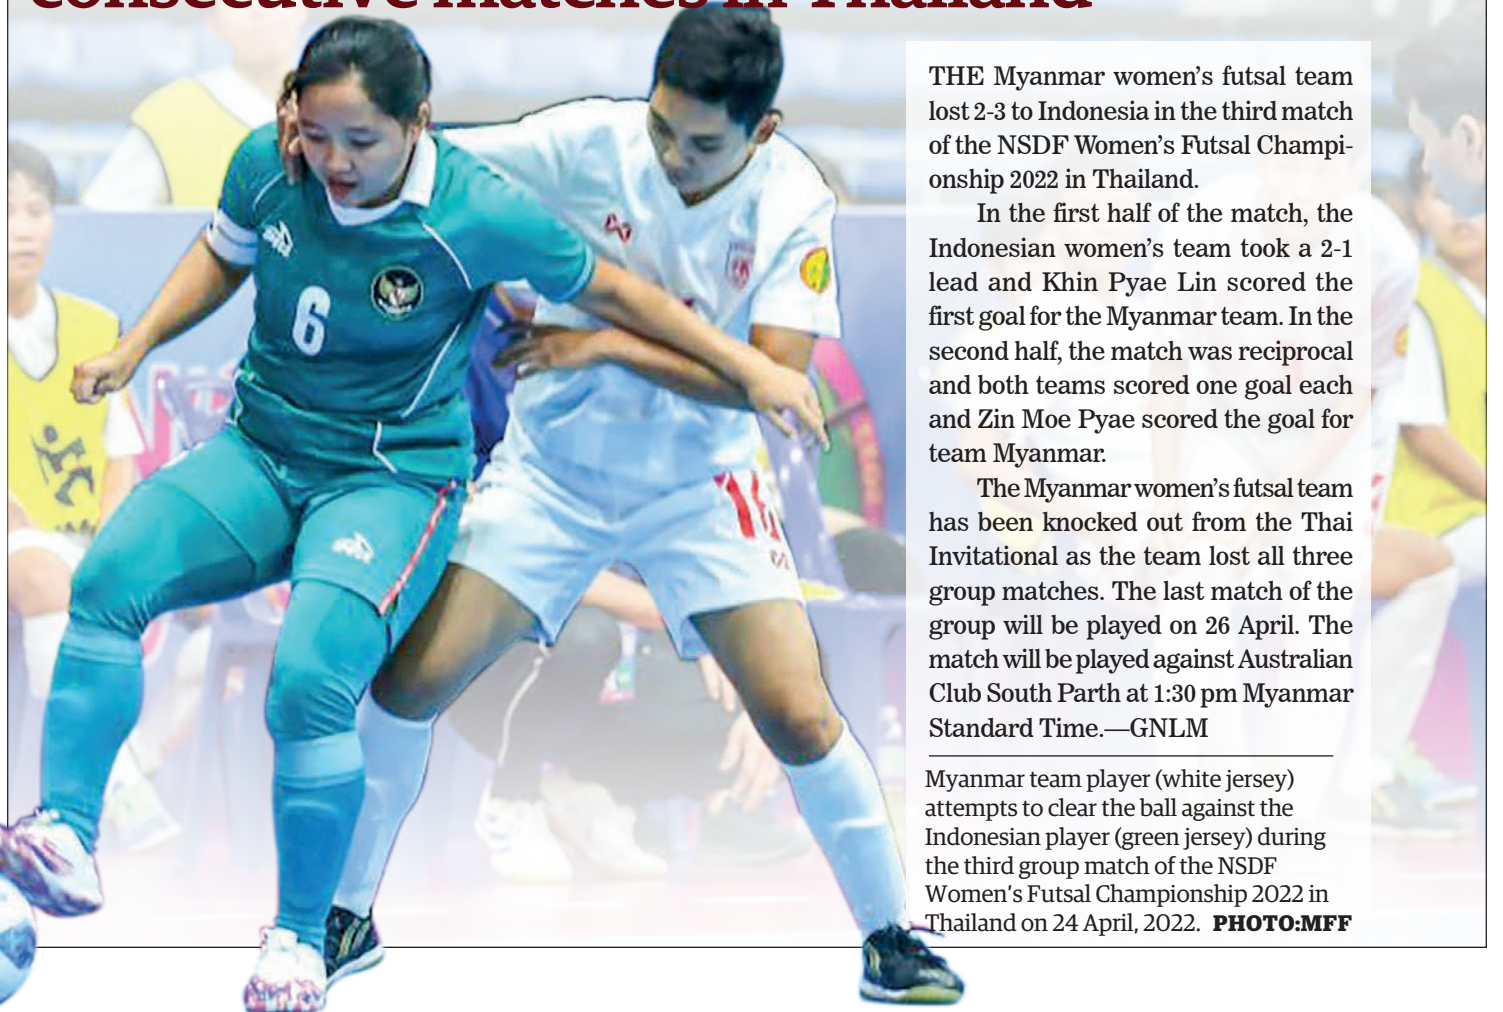 consecutive matches in Thailand
THE Myanmar women's futsal team
lost 2-3 to Indonesia in the third match
of the NSDF Women's Futsal Champi-
onship 2022 in Thailand.
In the first half of the match, the
Indonesian women's team took a 2-1
lead and Khin Pyae Lin scored the
first goal for the Myanmar team. In the
second half, the match was reciprocal
and both teams scored one goal each
and Zin Moe Pyae scored the goal for
team Myanmar.
The Myanmar women's futsal team
has been knocked out from the Thai
Invitational as the team lost all three
group matches. The last match of the
group will be played on 26 April. The
match will be played against Australian
Club South Parth at 1:30 pm Myanmar
Standard Time.—GNLM
Myanmar team player (white jersey)
attempts to clear the ball against the
Indonesian player (green jersey) during
the third group match of the NSDF
Women's Futsal Championship 2022 in
Thailand on 24 April, 2022. PHOTO:MFF
6